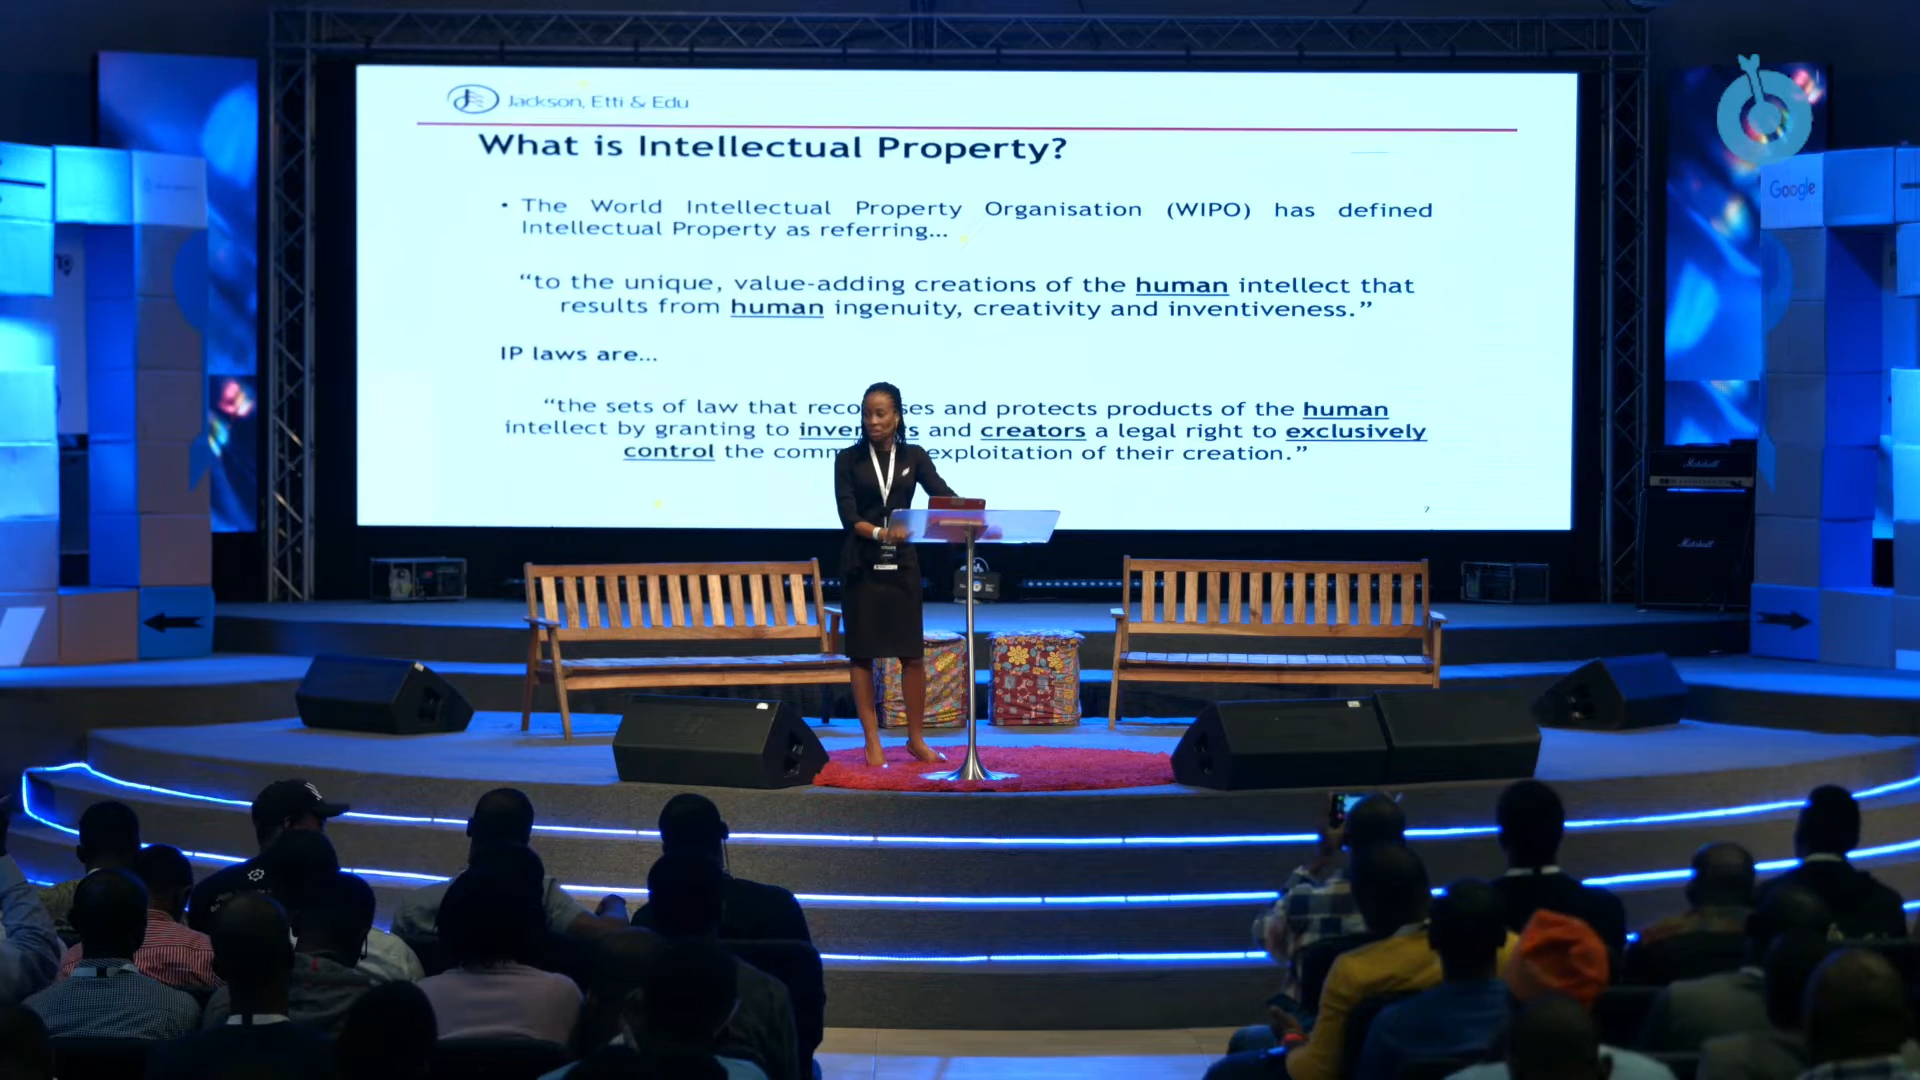 Jackson, Etti & Edu
What is Intellectual Property?
• The World Intellectual Property Organisation (WIPO) has defined
Intellectual Property as referring...
“to the unique, value-adding creations of the human intellect that
results from human ingenuity, creativity and inventiveness.”
IP laws are...
“the sets of law that reco ses and protects products of the human
intellect by granting to inve s and creators a legal right to exclusively
control the comm exploitation of their creation.”
7
Google
Marshall
Marshall